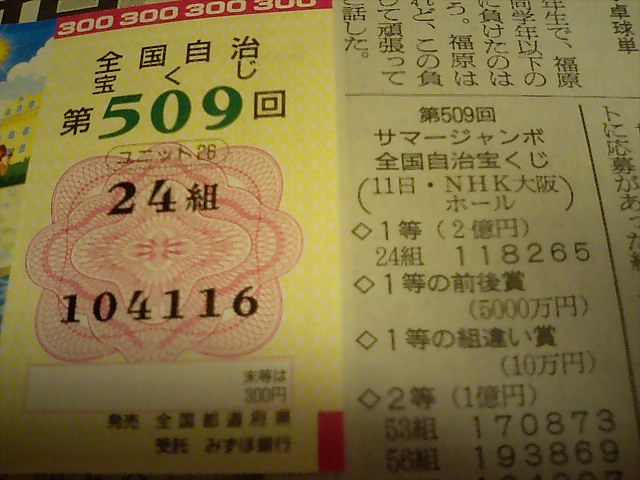 300 300 300 300
全国自治
宝くじ
第509回
ユニット26
24組
104116
末等は
300円
発売 全国都道府県
受託 みずほ銀行
卓球単
年生で、福原
同学年以下の
に負けたのは
う。福原は
れど、この負
して頑張って
話した。
トに応募
があ
第509回
サマージャンボ
全国自治宝くじ
(11日・NHK大阪
ホール)
◇1等(2億円)
24組 118265
◇1等の前後賞
(5000万円)
◇1等の組違い賞
(10万円)
◇2等(1億円)
53組 170873
56組 193869